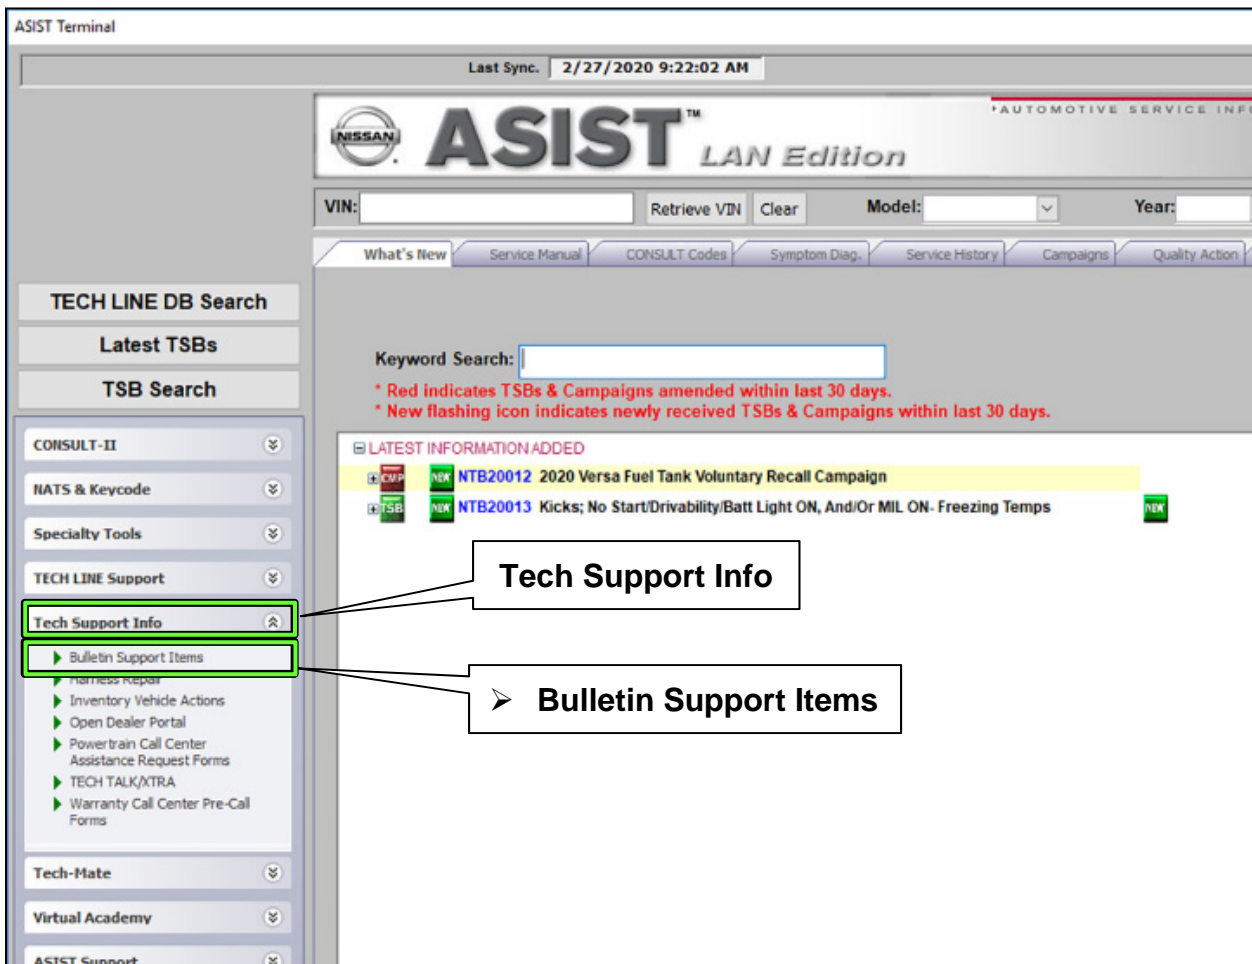 ASIST Terminal
Last Sync. 2/27/2020 9:22:02 AM
NISSAN
ASIST™
LAN Edition
AUTOMOTIVE SERVICE
VIN:
Retrieve VIN
Clear
Model:
Year:
What's New
Service Manual
CONSULT Codes
Symptom Diag.
Service History
Campaigns
Quality Action
TECH LINE DB Search
Latest TSBs
TSB Search
Keyword Search:
* Red indicates TSBs & Campaigns amended within last 30 days.
* New flashing icon indicates newly received TSBs & Campaigns within last 30 days.
LATEST INFORMATION ADDED
CMP NEW NTB20012 2020 Versa Fuel Tank Voluntary Recall Campaign
TSB NEW NTB20013 Kicks; No Start/Drivability/Batt Light ON, And/Or MIL ON- Freezing Temps NEW
CONSULT-II
NATS & Keycode
Specialty Tools
TECH LINE Support
Tech Support Info
Bulletin Support Items
Harness Repair
Inventory Vehicle Actions
Open Dealer Portal
Powertrain Call Center
Assistance Request Forms
TECH TALK/XTRA
Warranty Call Center Pre-Call
Forms
Tech-Mate
Virtual Academy
ASIST Support
Tech Support Info
➢ Bulletin Support Items